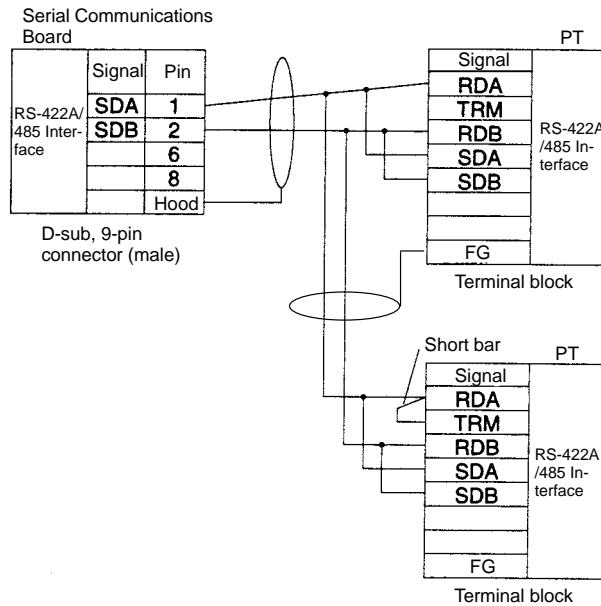 Serial Communications
Board
Signal Pin
RS-422A/
485 Inter-
face
SDA 1
SDB 2
6
8
Hood
D-sub, 9-pin
connector (male)
PT
Signal
RDA
TRM
RDB
SDA
SDB
FG
RS-422A
/485 In-
terface
Terminal block
Short bar
PT
Signal
RDA
TRM
RDB
SDA
SDB
FG
RS-422A
/485 In-
terface
Terminal block